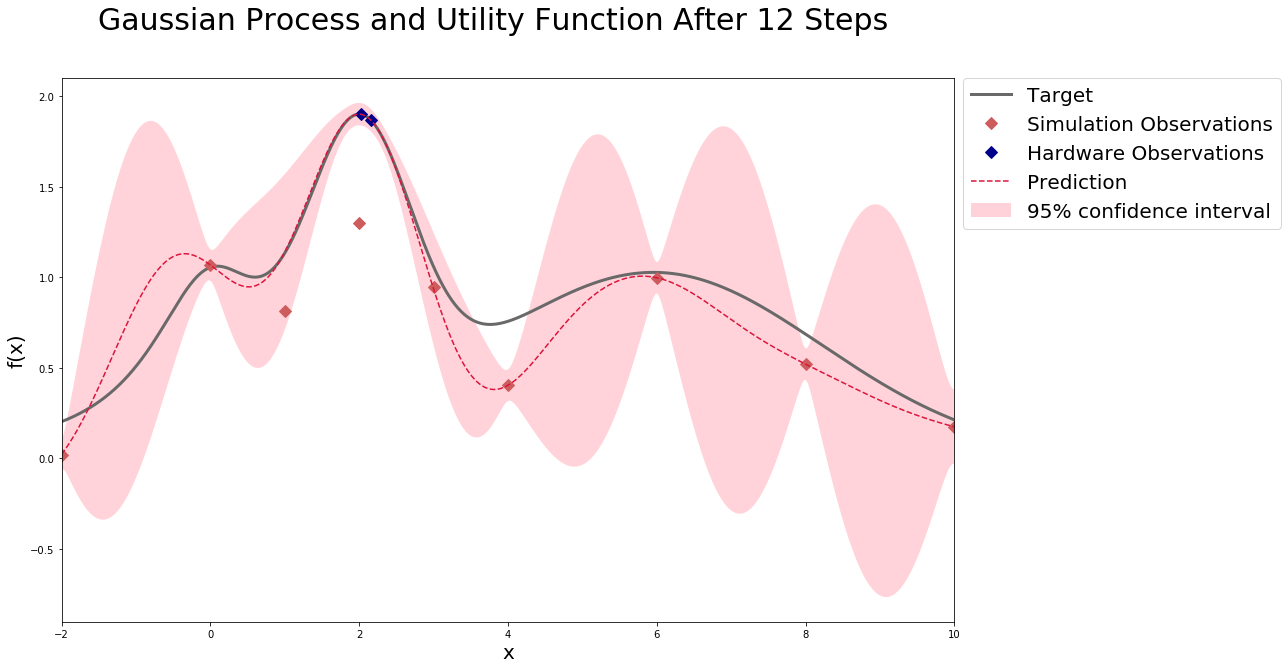 Gaussian Process and Utility Function After 12 Steps
Target
Simulation Observations
Hardware Observations
Prediction
95% confidence interval
f(x)
2.0
1.5
1.0
0.5
0.0
−0.5
−2
0
2
4
6
8
10
x